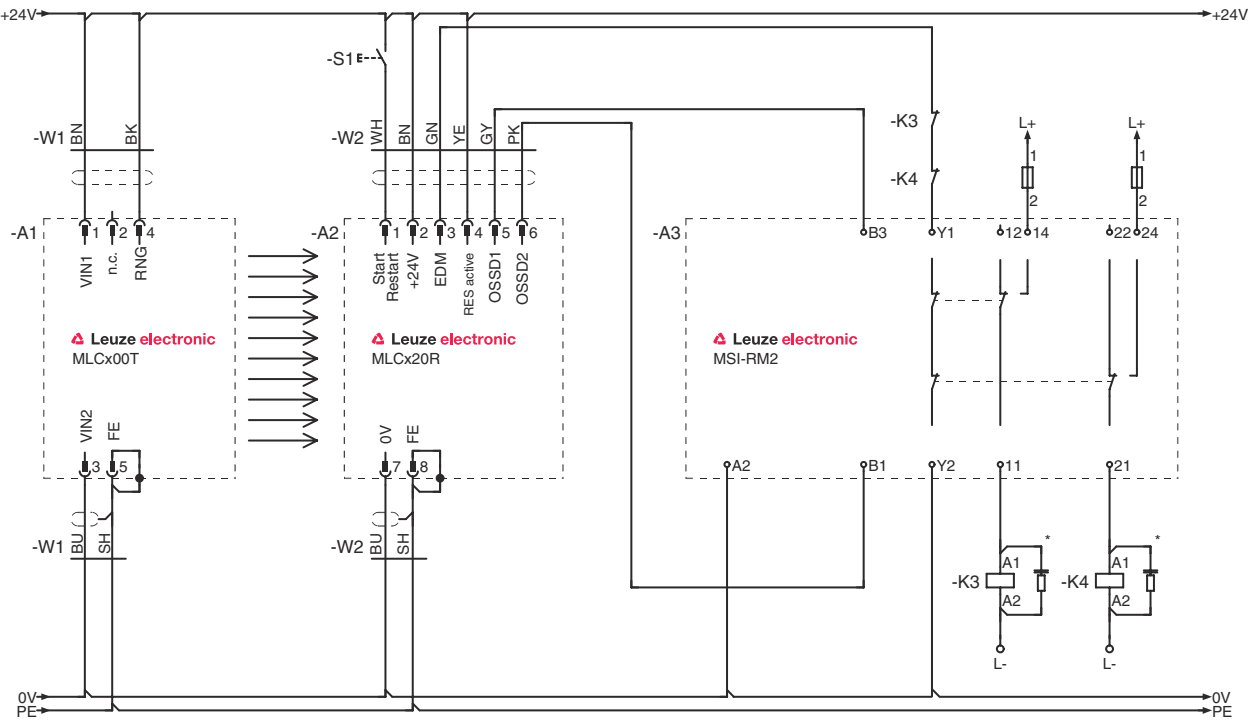 +24V
+24V
-S1
-W1
BN
BK
-W2
WH
BN
GN
YE
GY
PK
-K3
-K4
L+
1
2
L+
1
2
-A1
1
2
4
VIN1
n.c.
RNG
-A2
1
2
3
4
5
6
Start
Restart
+24V
EDM
RES active
OSSD1
OSSD2
-A3
B3
Y1
12
14
22
24
Leuze electronic
MLCx00T
Leuze electronic
MLCx20R
Leuze electronic
MSI-RM2
VIN2
FE
3
5
0V
FE
7
8
A2
B1
Y2
11
21
-W1
BU
SH
-W2
BU
SH
-K3
A1
A2
*
-K4
A1
A2
*
L-
L-
0V
0V
PE
PE